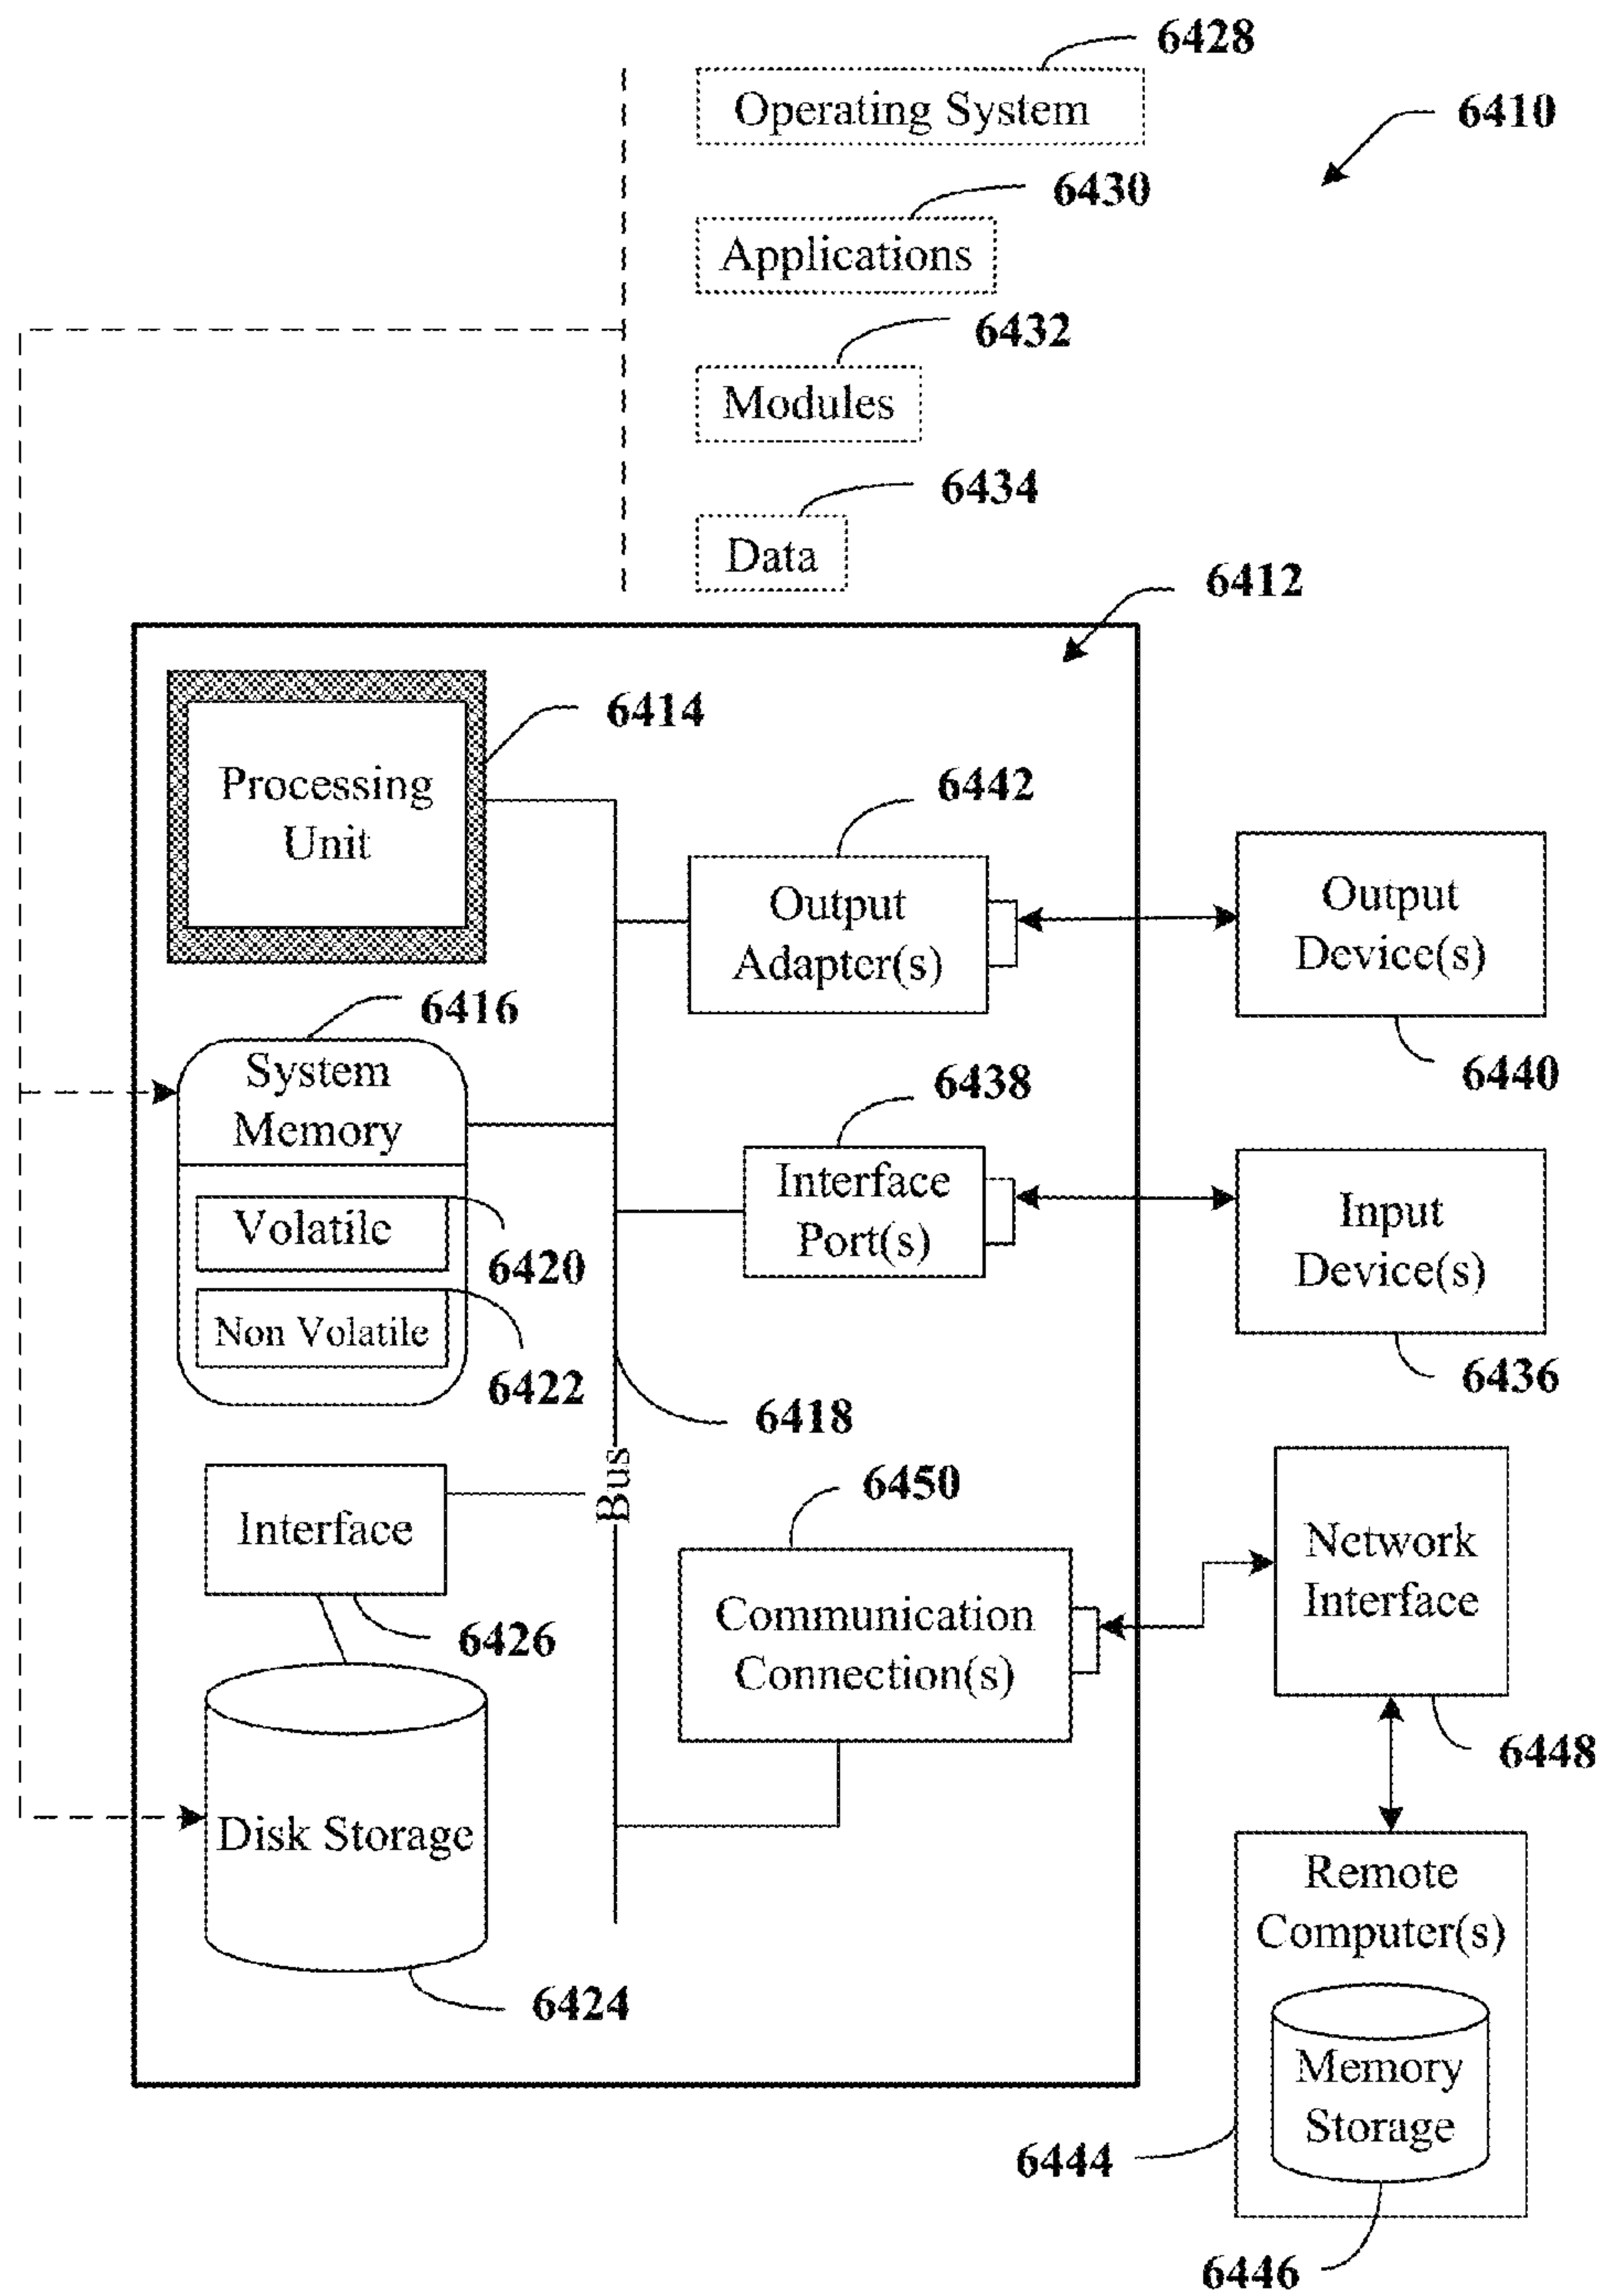 6428
Operating System
6410
6430
Applications
6432
Modules
6434
Data
6412
6414
Processing
Unit
6442
Output
Adapter(s)
Output
Device(s)
6440
6416
System
Memory
Volatile
6420
Non Volatile
6422
6438
Interface
Port(s)
Input
Device(s)
6436
6418
Bus
Interface
6426
6450
Communication
Connection(s)
Network
Interface
6448
Disk Storage
6424
Remote
Computer(s)
Memory
Storage
6444
6446